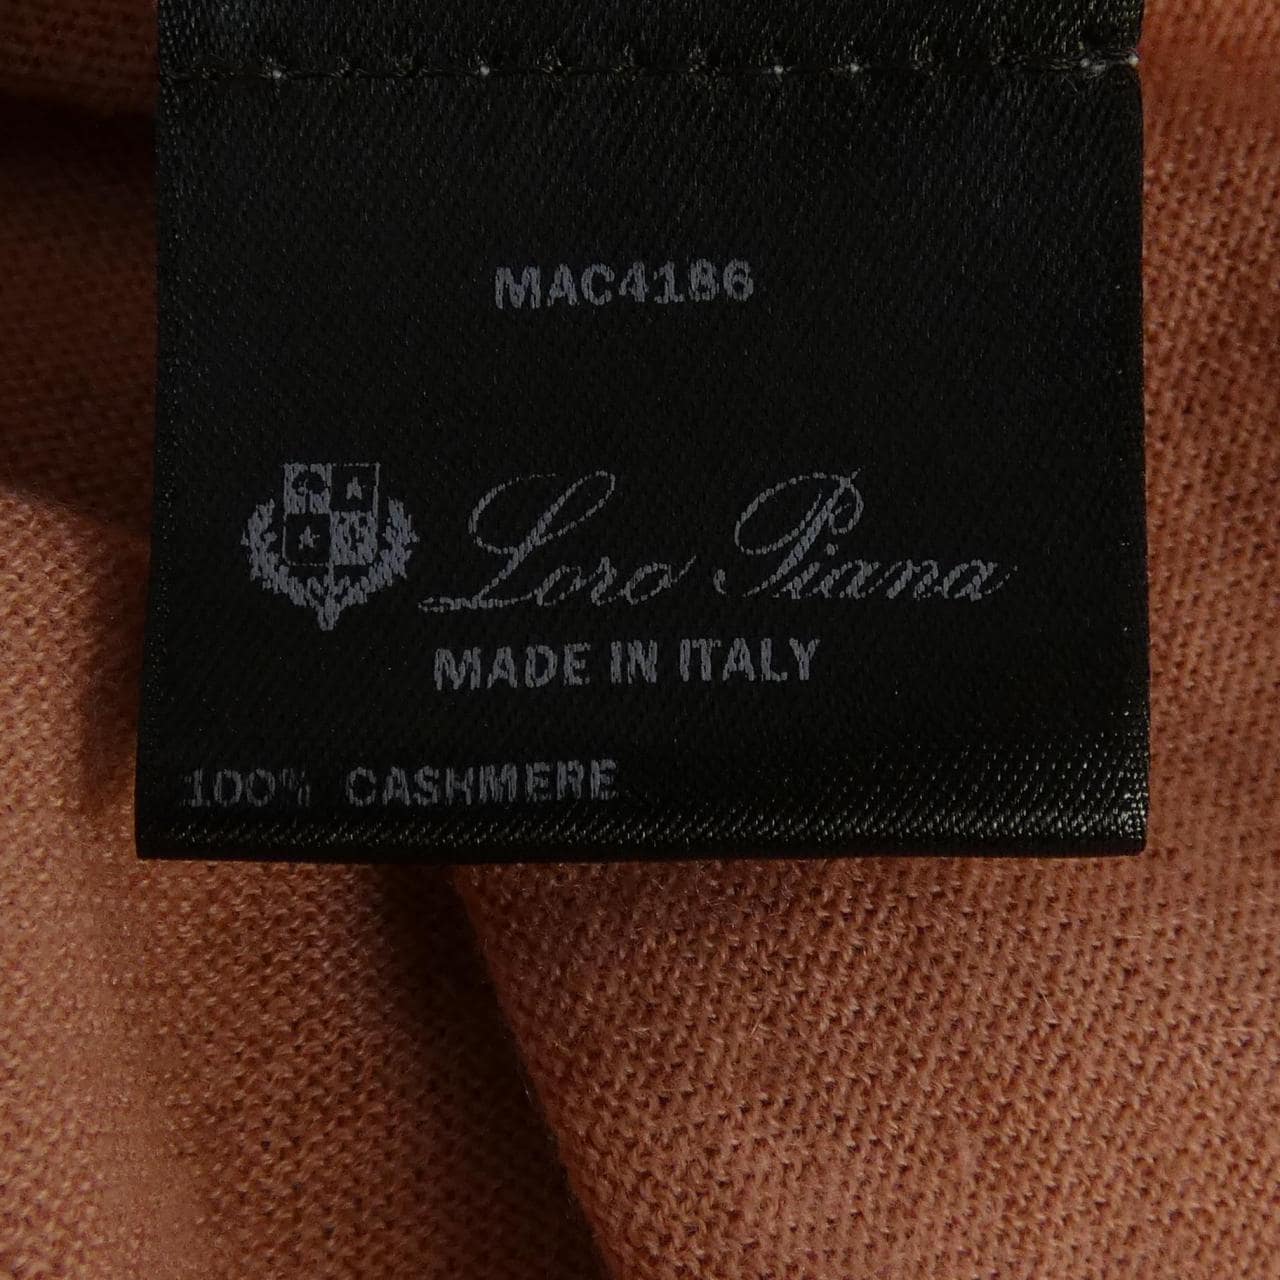 MAC4186
Loro Piana
MADE IN ITALY
100% CASHMERE